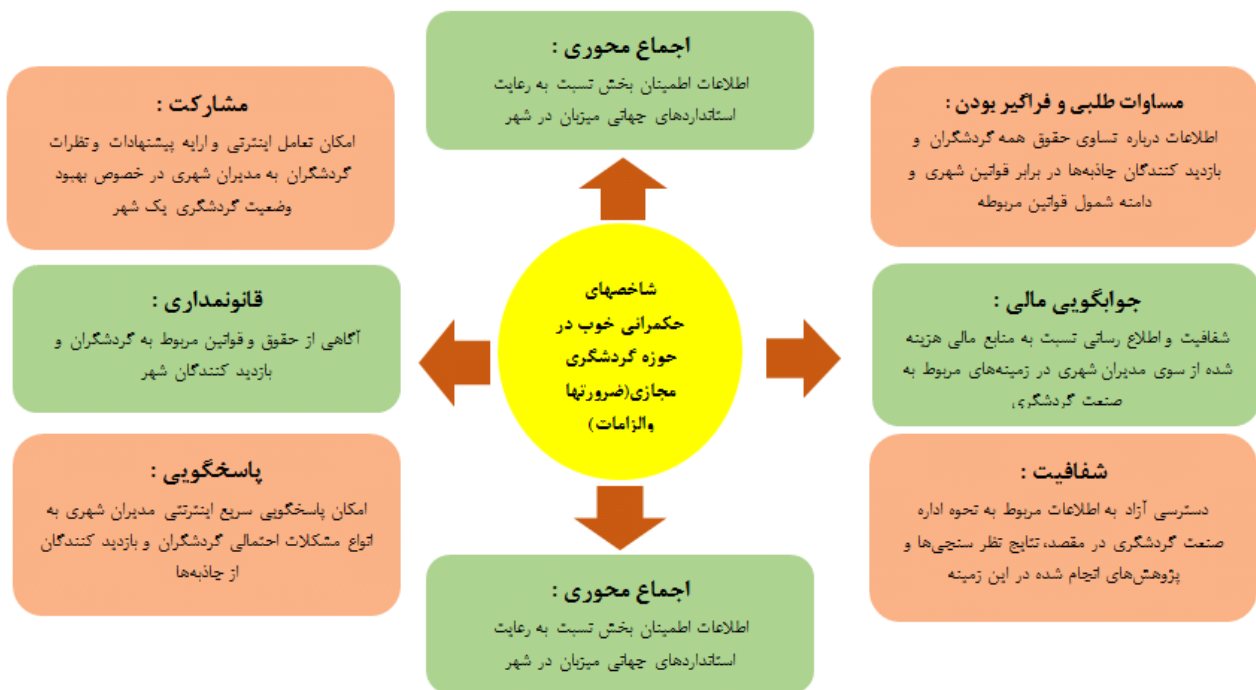 اجماع محوری :
اطلاعات اطمینان بخش نسبت به رعایت
استانداردهای جهانی میزبان در شهر
مساوات طلبی و فراگیر بودن :
اطلاعات درباره تساوی حقوق همه گردشگران و
بازدید کنندگان جاذبه‌ها در برابر قوانین شهری و
دامنه شمول قوانین مربوطه
مشارکت :
امکان تعامل اینترنتی و ارایه پیشنهادات و نظرات
گردشگران به مدیران شهری در خصوص بهبود
وضعیت گردشگری یک شهر
شاخصهای
حکمرانی خوب در
حوزه گردشگری
مجازی(ضرورتها
والزامات)
جوابگویی مالی :
شفافیت و اطلاع رسانی نسبت به منابع مالی هزینه
شده از سوی مدیران شهری در زمینه‌های مربوط به
صنعت گردشگری
قانونمداری :
آگاهی از حقوق و قوانین مربوط به گردشگران و
بازدید کنندگان شهر
شفافیت :
دسترسی آزاد به اطلاعات مربوط به نحوه اداره
صنعت گردشگری در مقصد، نتایج نظر سنجی‌ها و
پژوهش‌های انجام شده در این زمینه
پاسخگویی :
امکان پاسخگویی سریع اینترنتی مدیران شهری به
انواع مشکلات احتمالی گردشگران و بازدید کنندگان
از جاذبه‌ها
اجماع محوری :
اطلاعات اطمینان بخش نسبت به رعایت
استانداردهای جهانی میزبان در شهر